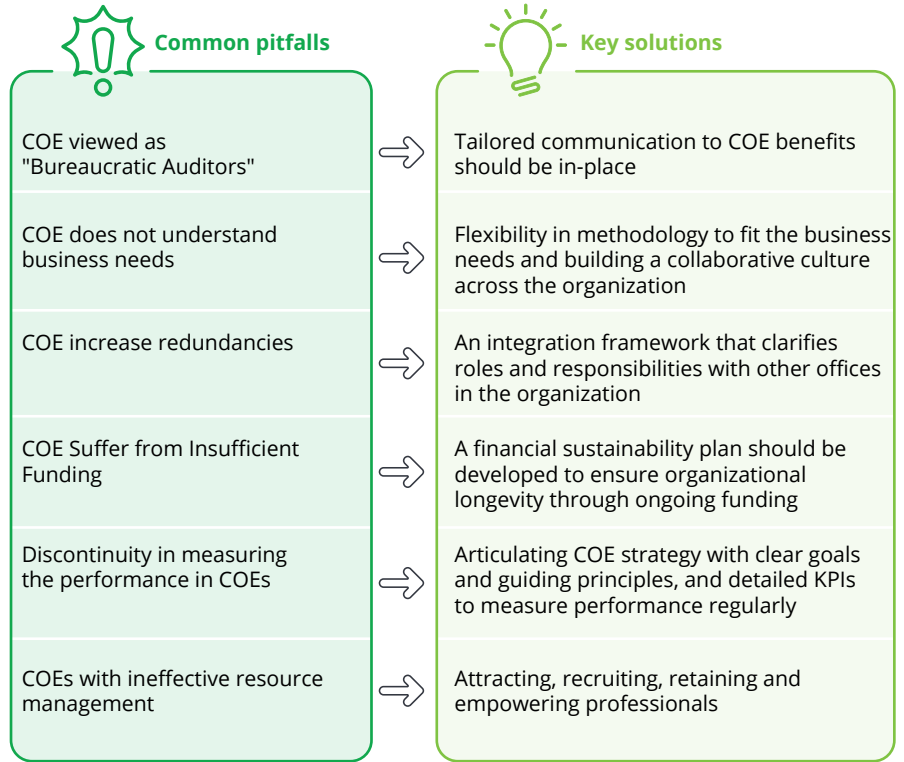 Common pitfalls
Key solutions
COE viewed as
"Bureaucratic Auditors"
Tailored communication to COE benefits
should be in-place
COE does not understand
business needs
Flexibility in methodology to fit the business
needs and building a collaborative culture
across the organization
COE increase redundancies
An integration framework that clarifies
roles and responsibilities with other offices
in the organization
COE Suffer from Insufficient
Funding
A financial sustainability plan should be
developed to ensure organizational
longevity through ongoing funding
Discontinuity in measuring
the performance in COEs
Articulating COE strategy with clear goals
and guiding principles, and detailed KPIs
to measure performance regularly
COEs with ineffective resource
management
Attracting, recruiting, retaining and
empowering professionals